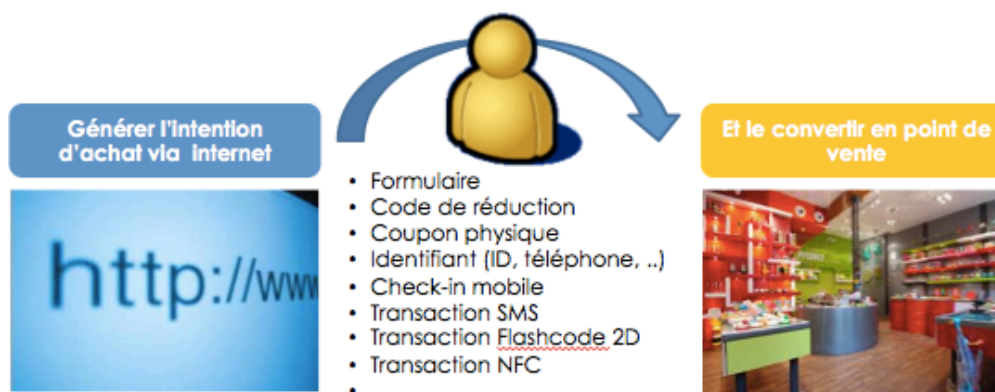 Générer l'intention
d'achat via internet
http://www
• Formulaire
• Code de réduction
• Coupon physique
• Identifiant (ID, téléphone, ..)
• Check-in mobile
• Transaction SMS
• Transaction Flashcode 2D
• Transaction NFC
•
Et le convertir en point de
vente